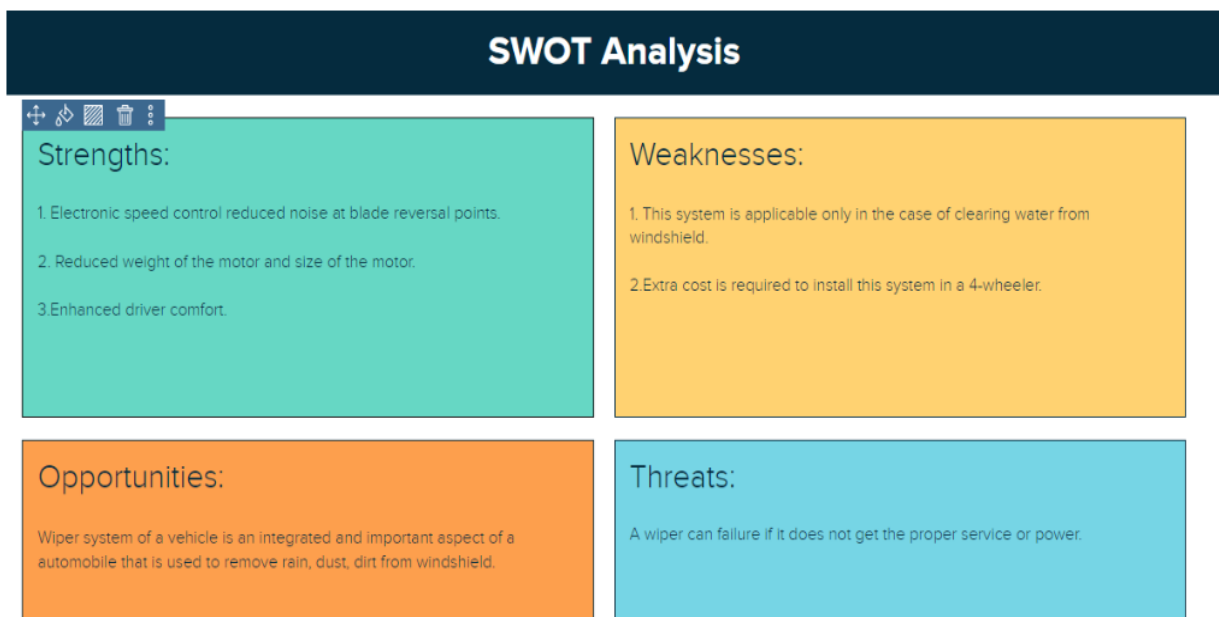 SWOT Analysis
Strengths:
1. Electronic speed control reduced noise at blade reversal points.
2. Reduced weight of the motor and size of the motor.
3.Enhanced driver comfort.
Weaknesses:
1. This system is applicable only in the case of clearing water from
windshield.
2.Extra cost is required to install this system in a 4-wheeler.
Opportunities:
Wiper system of a vehicle is an integrated and important aspect of a
automobile that is used to remove rain, dust, dirt from windshield.
Threats:
A wiper can failure if it does not get the proper service or power.